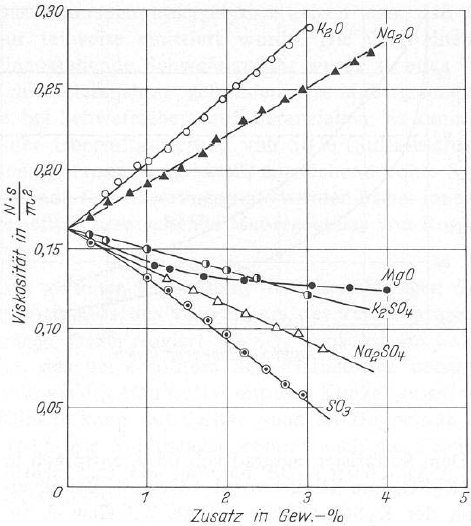 0,30
0,25
0,20
0,15
0,10
0,05
0
Viskosität in N·s/m²
K₂O
Na₂O
MgO
K₂SO₄
Na₂SO₄
SO₃
0 1 2 3 4 5
Zusatz in Gew.-%